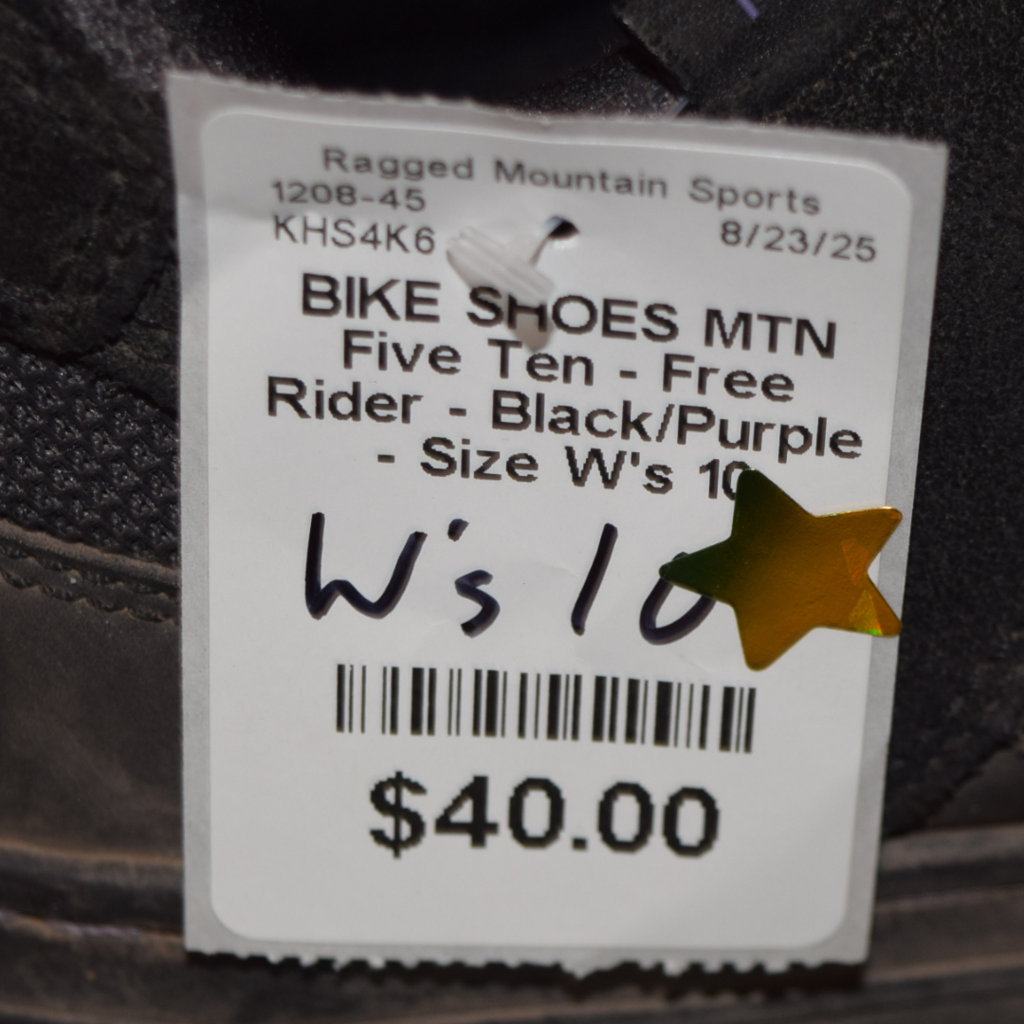 Ragged Mountain Sports
1208-45
KHS4K6 8/23/25
BIKE SHOES MTN
Five Ten - Free
Rider - Black/Purple
- Size W's 10
W's 10
$40.00